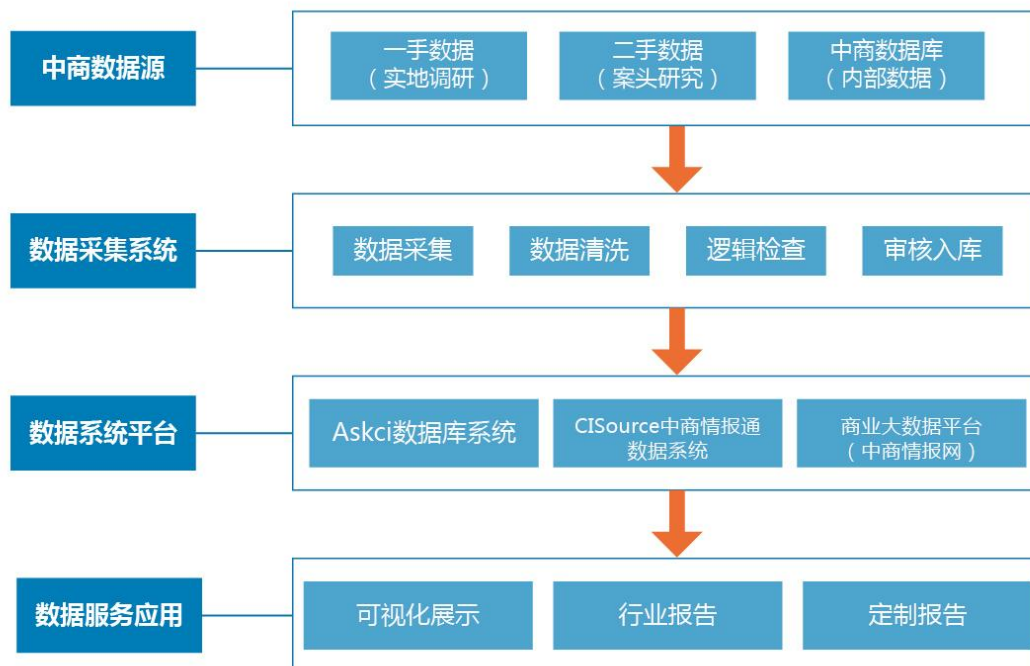 中商数据源
一手数据
（实地调研）
二手数据
（案头研究）
中商数据库
（内部数据）
数据采集系统
数据采集
数据清洗
逻辑检查
审核入库
数据系统平台
Askci数据库系统
CISource中商情报通
数据系统
商业大数据平台
（中商情报网）
数据服务应用
可视化展示
行业报告
定制报告